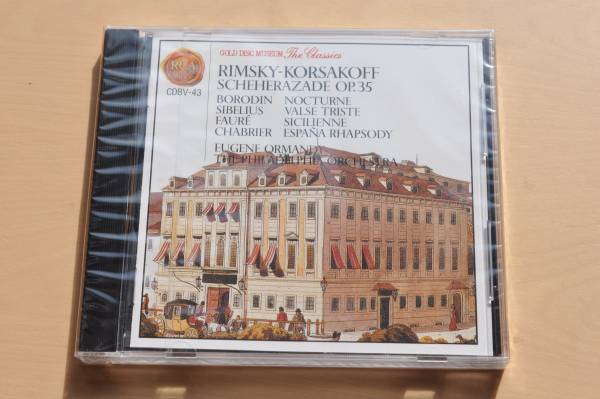 GOLD DISC MUSEUM, The Classics
RCA
CDBV-43
RIMSKY-KORSAKOFF
SCHEHERAZADE OP.35
BORODIN NOCTURNE
SIBELIUS VALSE TRISTE
FAURÉ SICILIENNE
CHABRIER ESPAÑA RHAPSODY
EUGENE ORMANDY
THE PHILADELPHIA ORCHESTRA